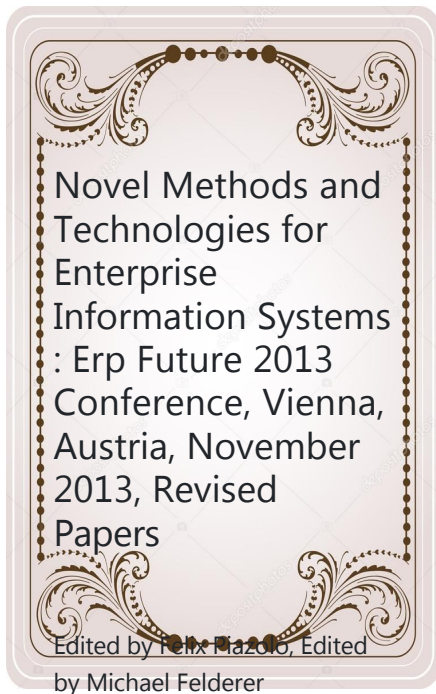 Novel Methods and
Technologies for
Enterprise
Information Systems
: Erp Future 2013
Conference, Vienna,
Austria, November
2013, Revised
Papers
Edited by Felix Piazolo, Edited
by Michael Felderer